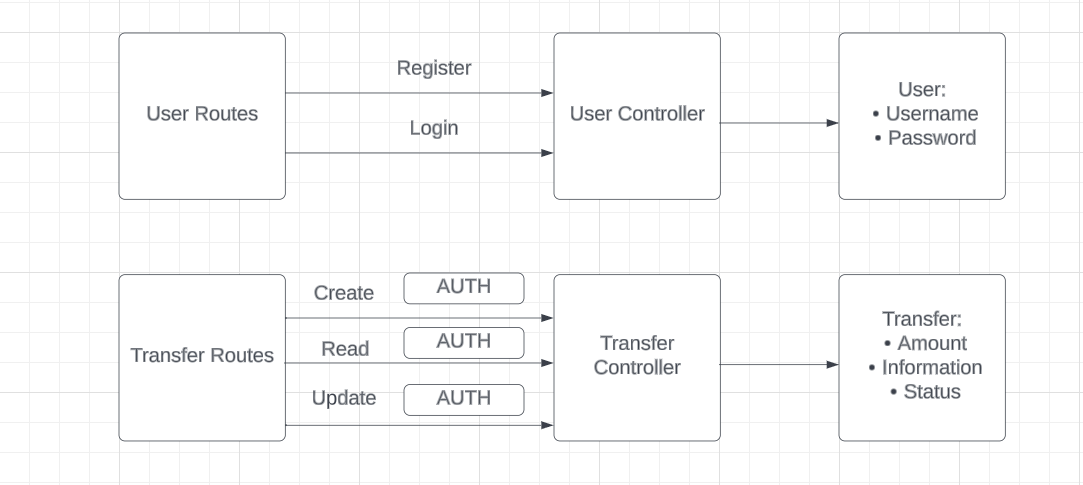 Register
User Routes
User Controller
Login
User:
• Username
• Password
Create
AUTH
Read
AUTH
Update
AUTH
Transfer Routes
Transfer
Controller
Transfer:
• Amount
• Information
• Status